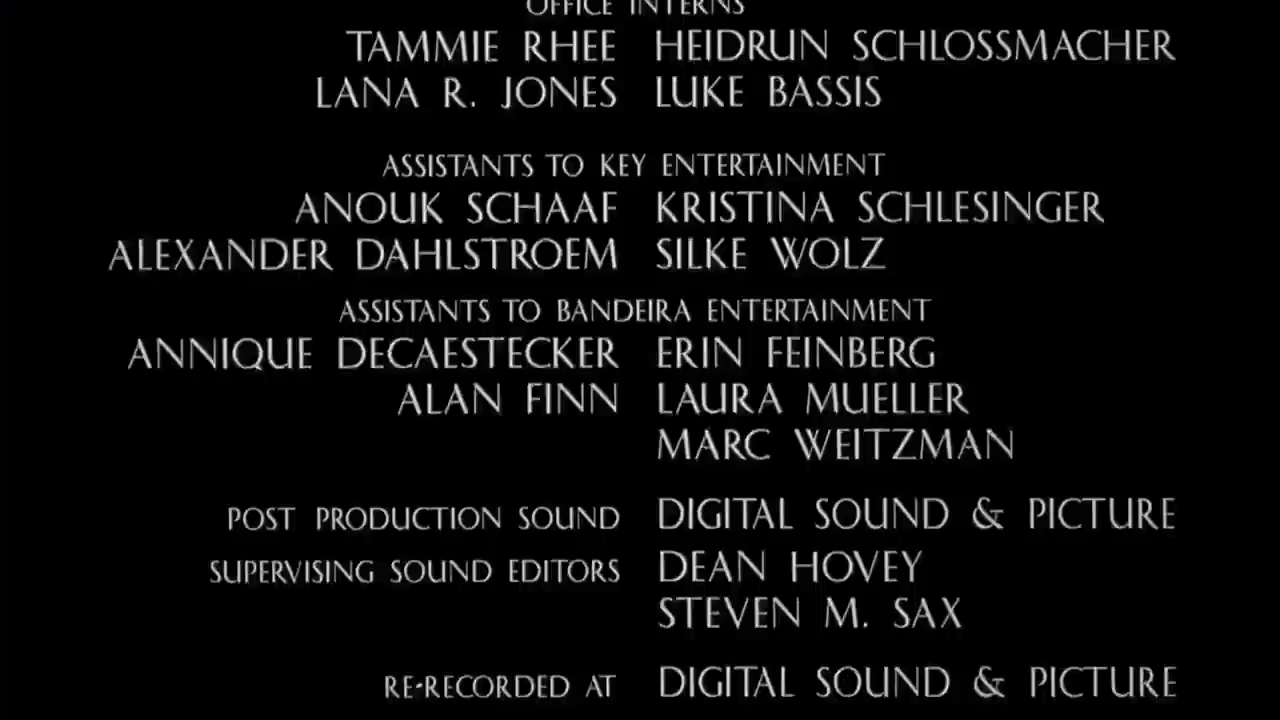 OFFICE INTERNS
TAMMIE RHEE HEIDRUN SCHLOSSMACHER
LANA R. JONES LUKE BASSIS
ASSISTANTS TO KEY ENTERTAINMENT
ANOUK SCHAAF KRISTINA SCHLESINGER
ALEXANDER DAHLSTROEM SILKE WOLZ
ASSISTANTS TO BANDEIRA ENTERTAINMENT
ANNIQUE DECAESTECKER ERIN FEINBERG
ALAN FINN LAURA MUELLER
MARC WEITZMAN
POST PRODUCTION SOUND DIGITAL SOUND & PICTURE
SUPERVISING SOUND EDITORS DEAN HOVEY
STEVEN M. SAX
RE-RECORDED AT DIGITAL SOUND & PICTURE